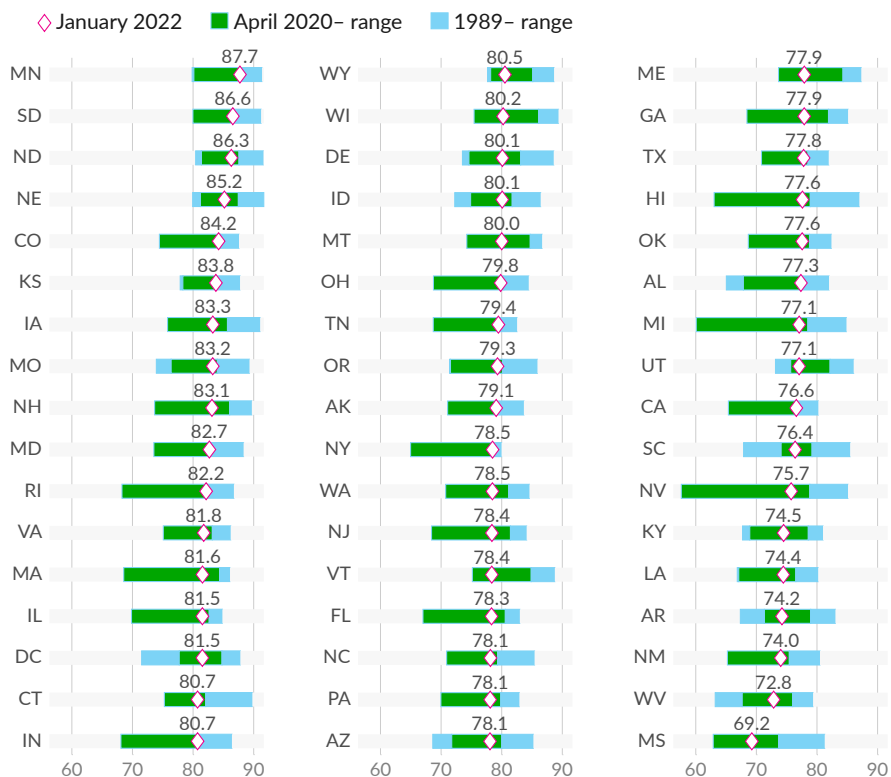 January 2022 April 2020– range 1989– range
MN 87.7
SD 86.6
ND 86.3
NE 85.2
CO 84.2
KS 83.8
IA 83.3
MO 83.2
NH 83.1
MD 82.7
RI 82.2
VA 81.8
MA 81.6
IL 81.5
DC 81.5
CT 80.7
IN 80.7
60 70 80 90
WY 80.5
WI 80.2
DE 80.1
ID 80.1
MT 80.0
OH 79.8
TN 79.4
OR 79.3
AK 79.1
NY 78.5
WA 78.5
NJ 78.4
VT 78.4
FL 78.3
NC 78.1
PA 78.1
AZ 78.1
60 70 80 90
ME 77.9
GA 77.9
TX 77.8
HI 77.6
OK 77.6
AL 77.3
MI 77.1
UT 77.1
CA 76.6
SC 76.4
NV 75.7
KY 74.5
LA 74.4
AR 74.2
NM 74.0
WV 72.8
MS 69.2
60 70 80 90